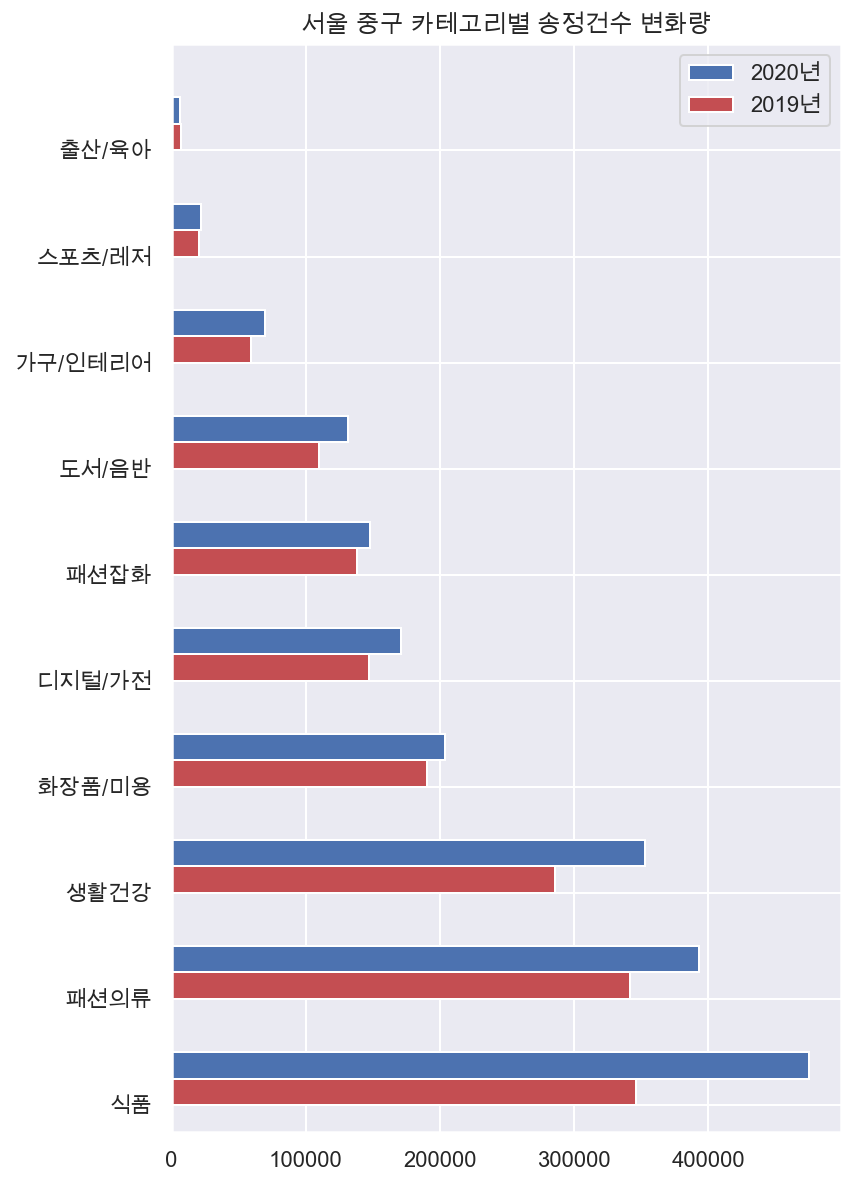 서울 중구 카테고리별 송정건수 변화량
2020년
2019년
출산/육아
스포츠/레저
가구/인테리어
도서/음반
패션잡화
디지털/가전
화장품/미용
생활건강
패션의류
식품
0 100000 200000 300000 400000